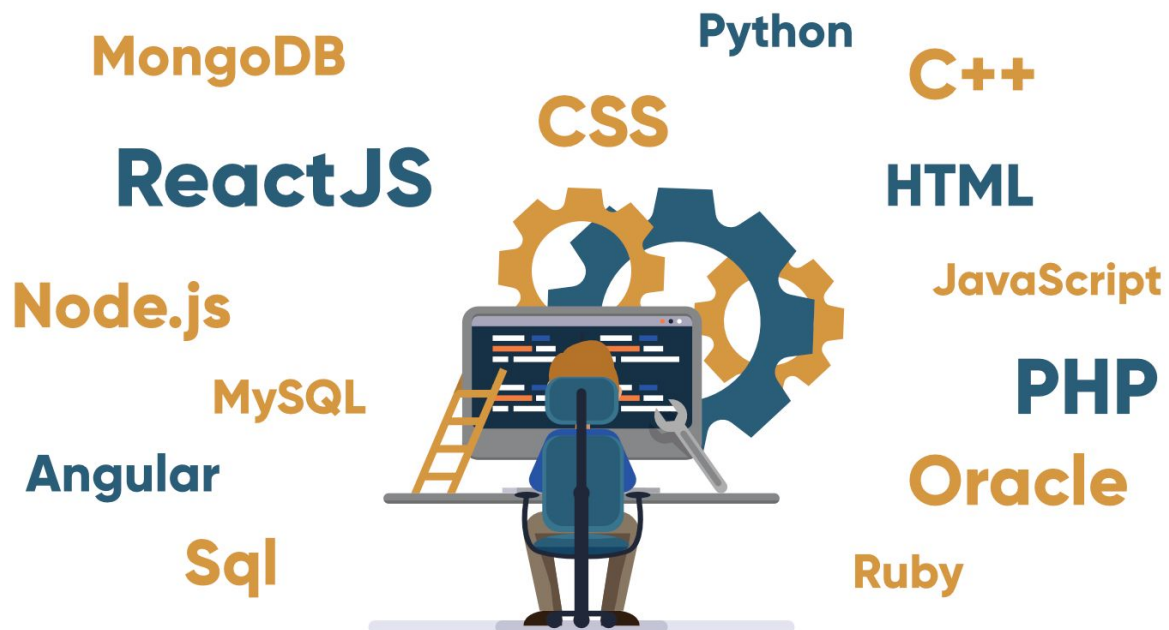 MongoDB
Python
C++
CSS
ReactJS
HTML
JavaScript
Node.js
PHP
MySQL
Angular
Oracle
Sql
Ruby